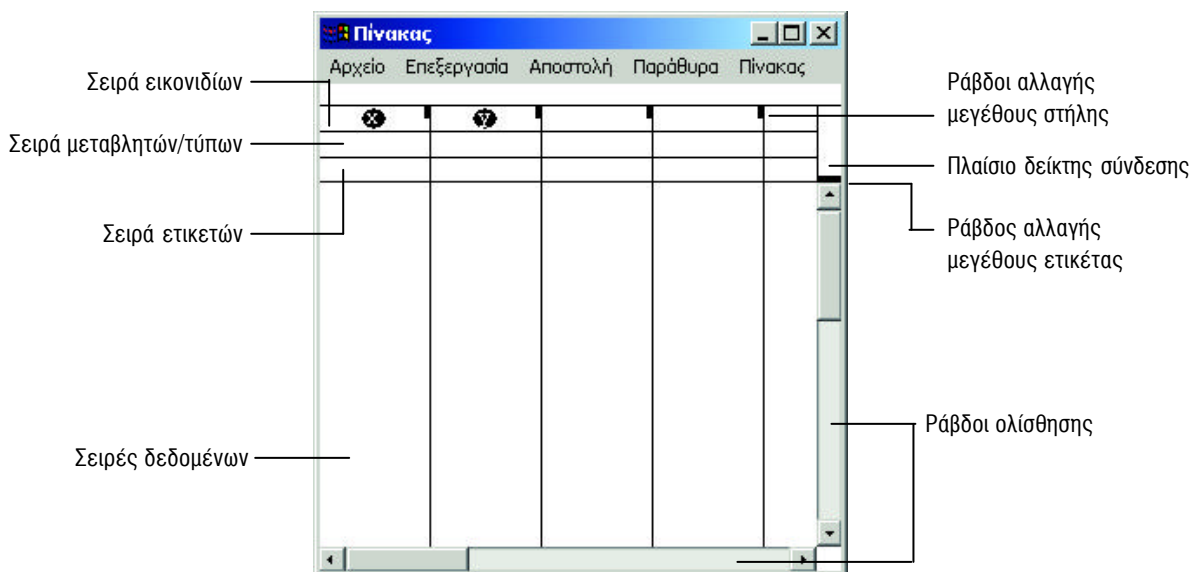 Πίνακας
Αρχείο Επεξεργασία Αποστολή Παράθυρα Πίνακας
x y
Σειρά εικονιδίων
Σειρά μεταβλητών/τύπων
Σειρά ετικετών
Σειρές δεδομένων
Ράβδοι αλλαγής
μεγέθους στήλης
Πλαίσιο δείκτης σύνδεσης
Ράβδος αλλαγής
μεγέθους ετικέτας
Ράβδοι ολίσθησης